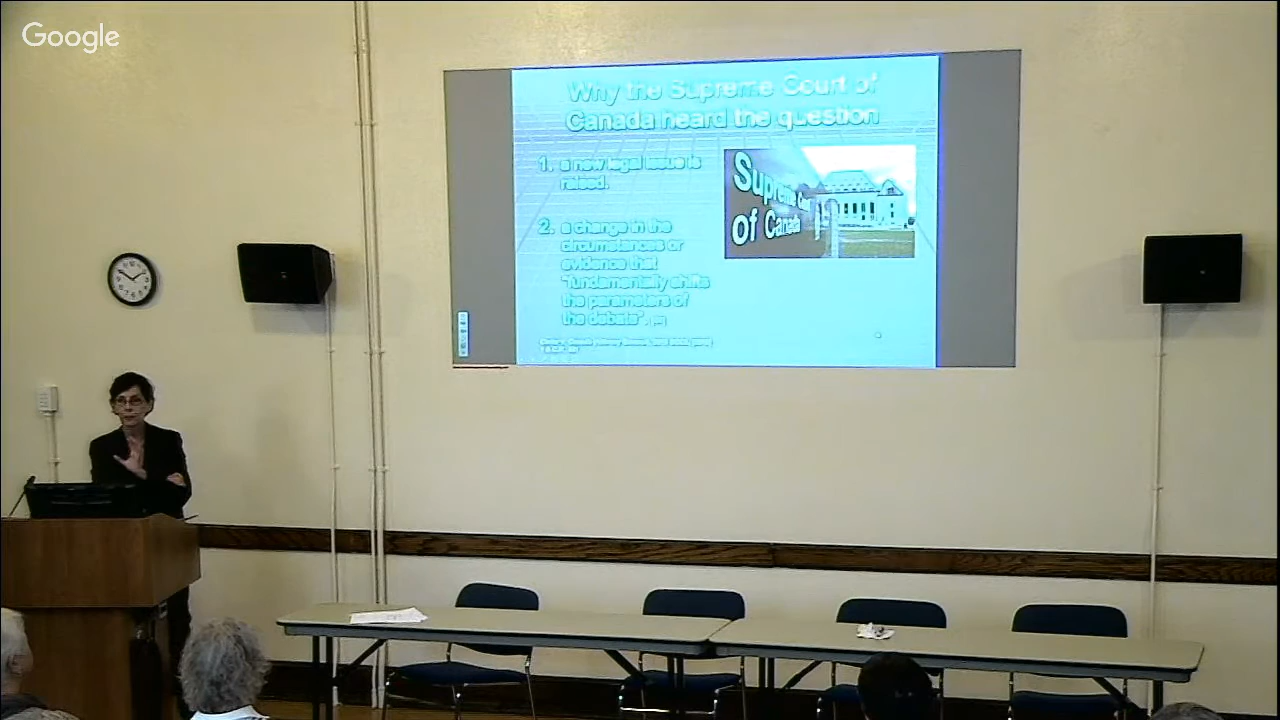 Google
Why the Supreme Court of
Canada heard the question
1. a new legal issue is
raised.
2. a change in the
circumstances or
evidence that
"fundamentally shifts
the parameters of
the debate".
Supreme Court
of Canada